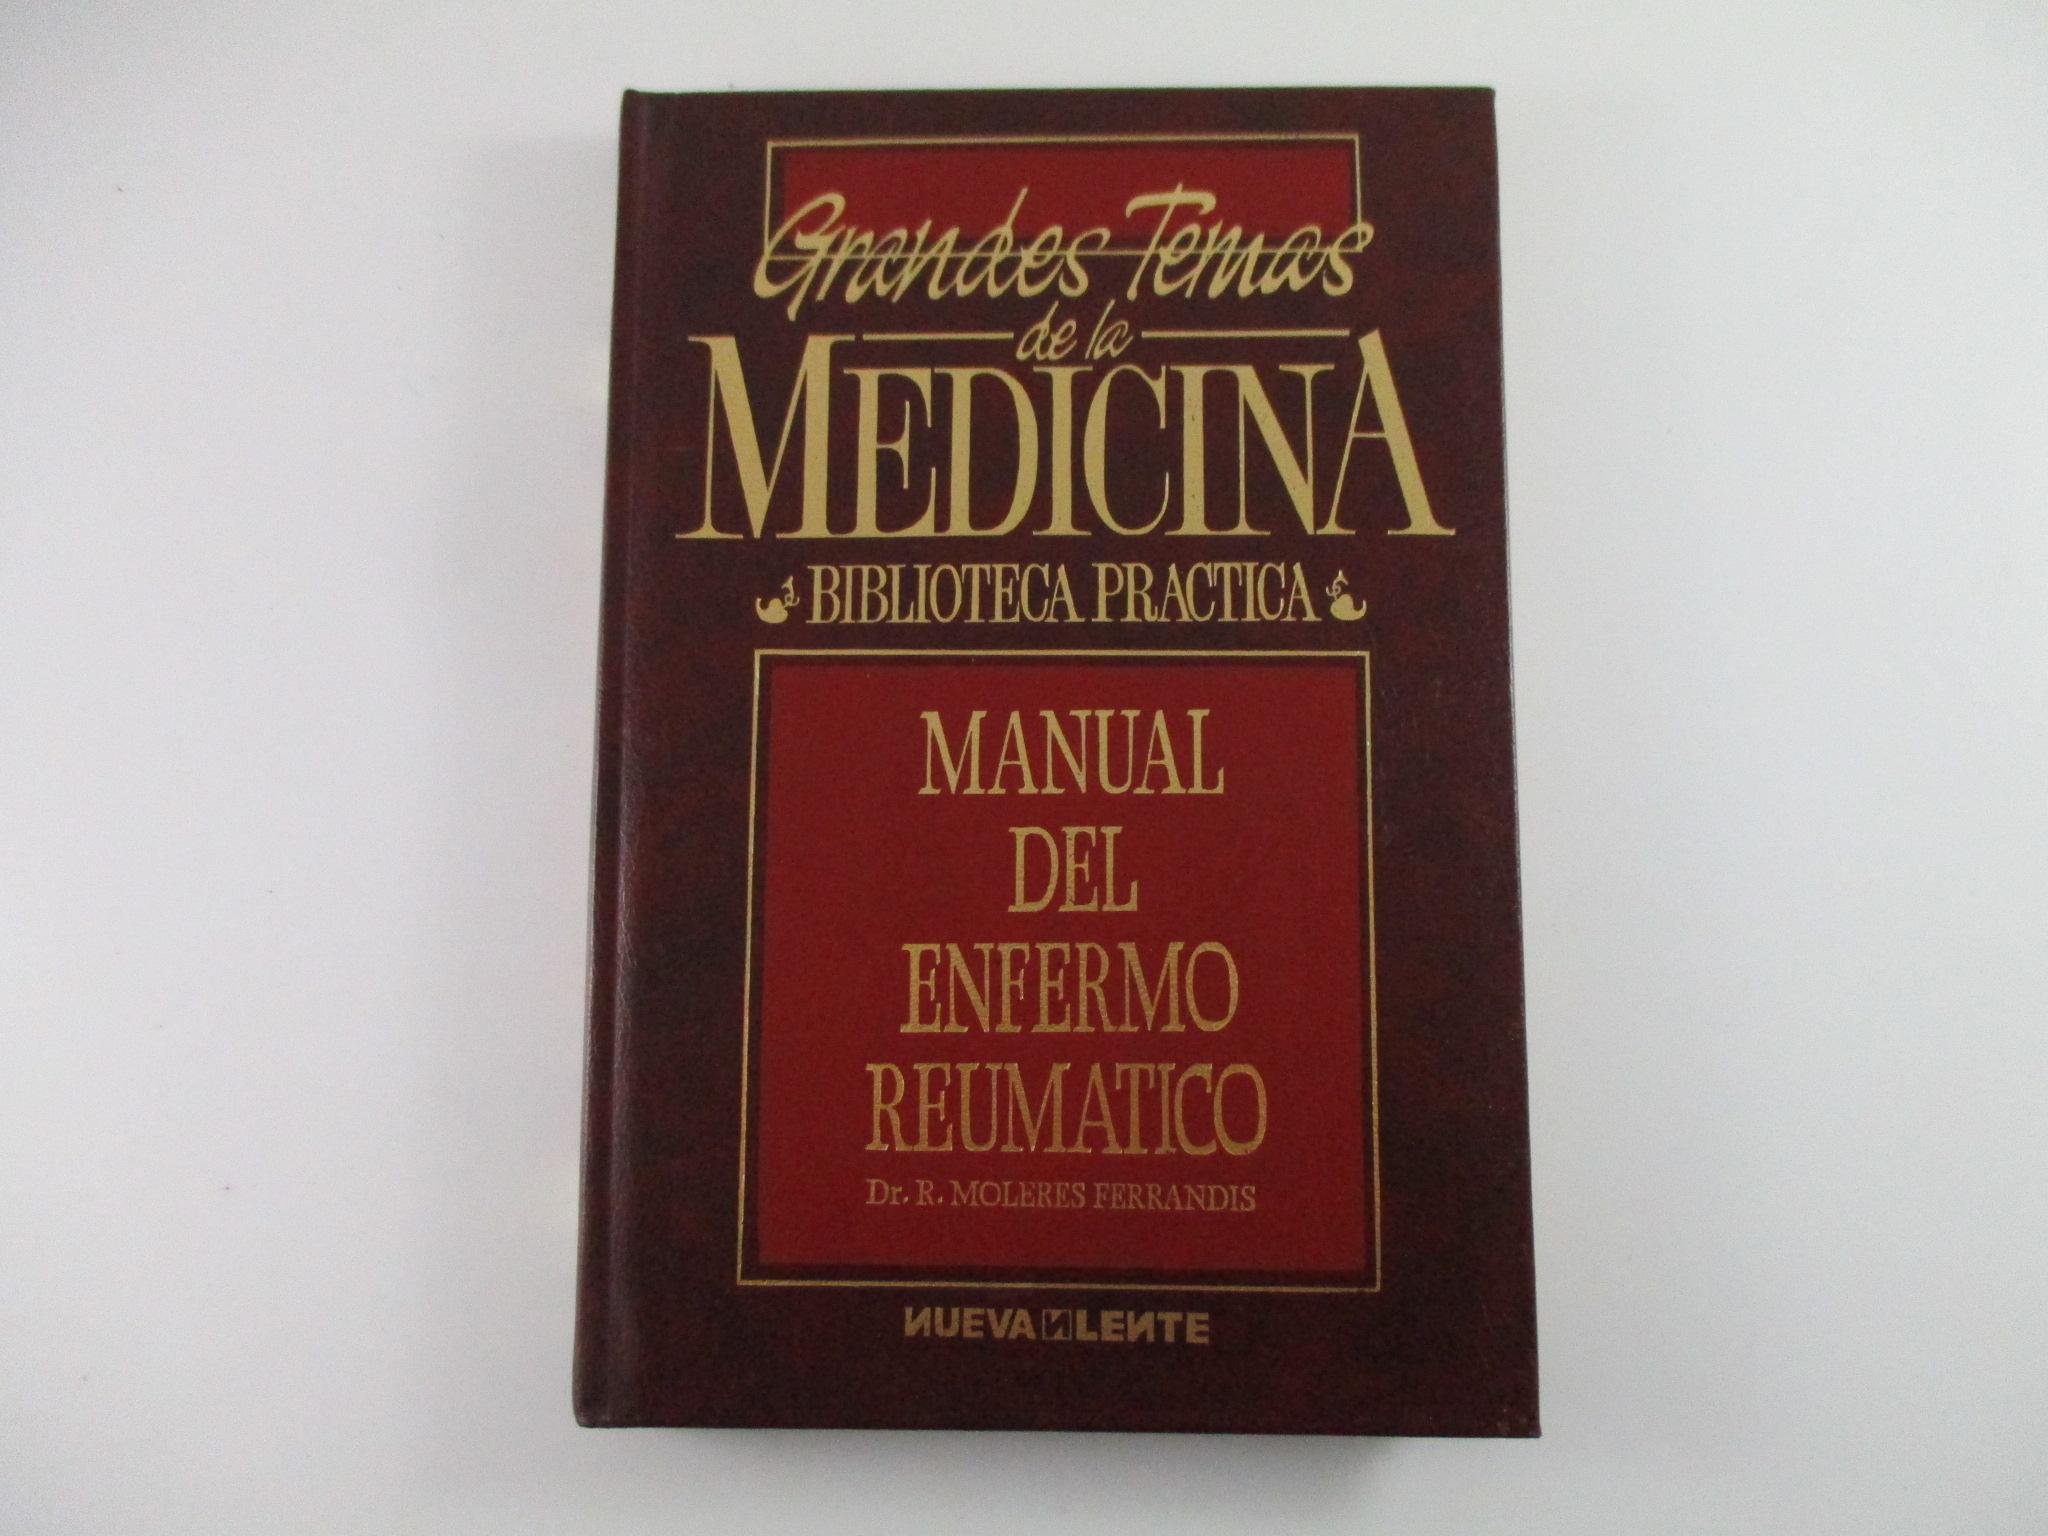 Grandes Temas
de la
MEDICINA
BIBLIOTECA PRACTICA
MANUAL
DEL
ENFERMO
REUMATICO
Dr. R. MOLERES FERRANDIS
NUEVA LENTE